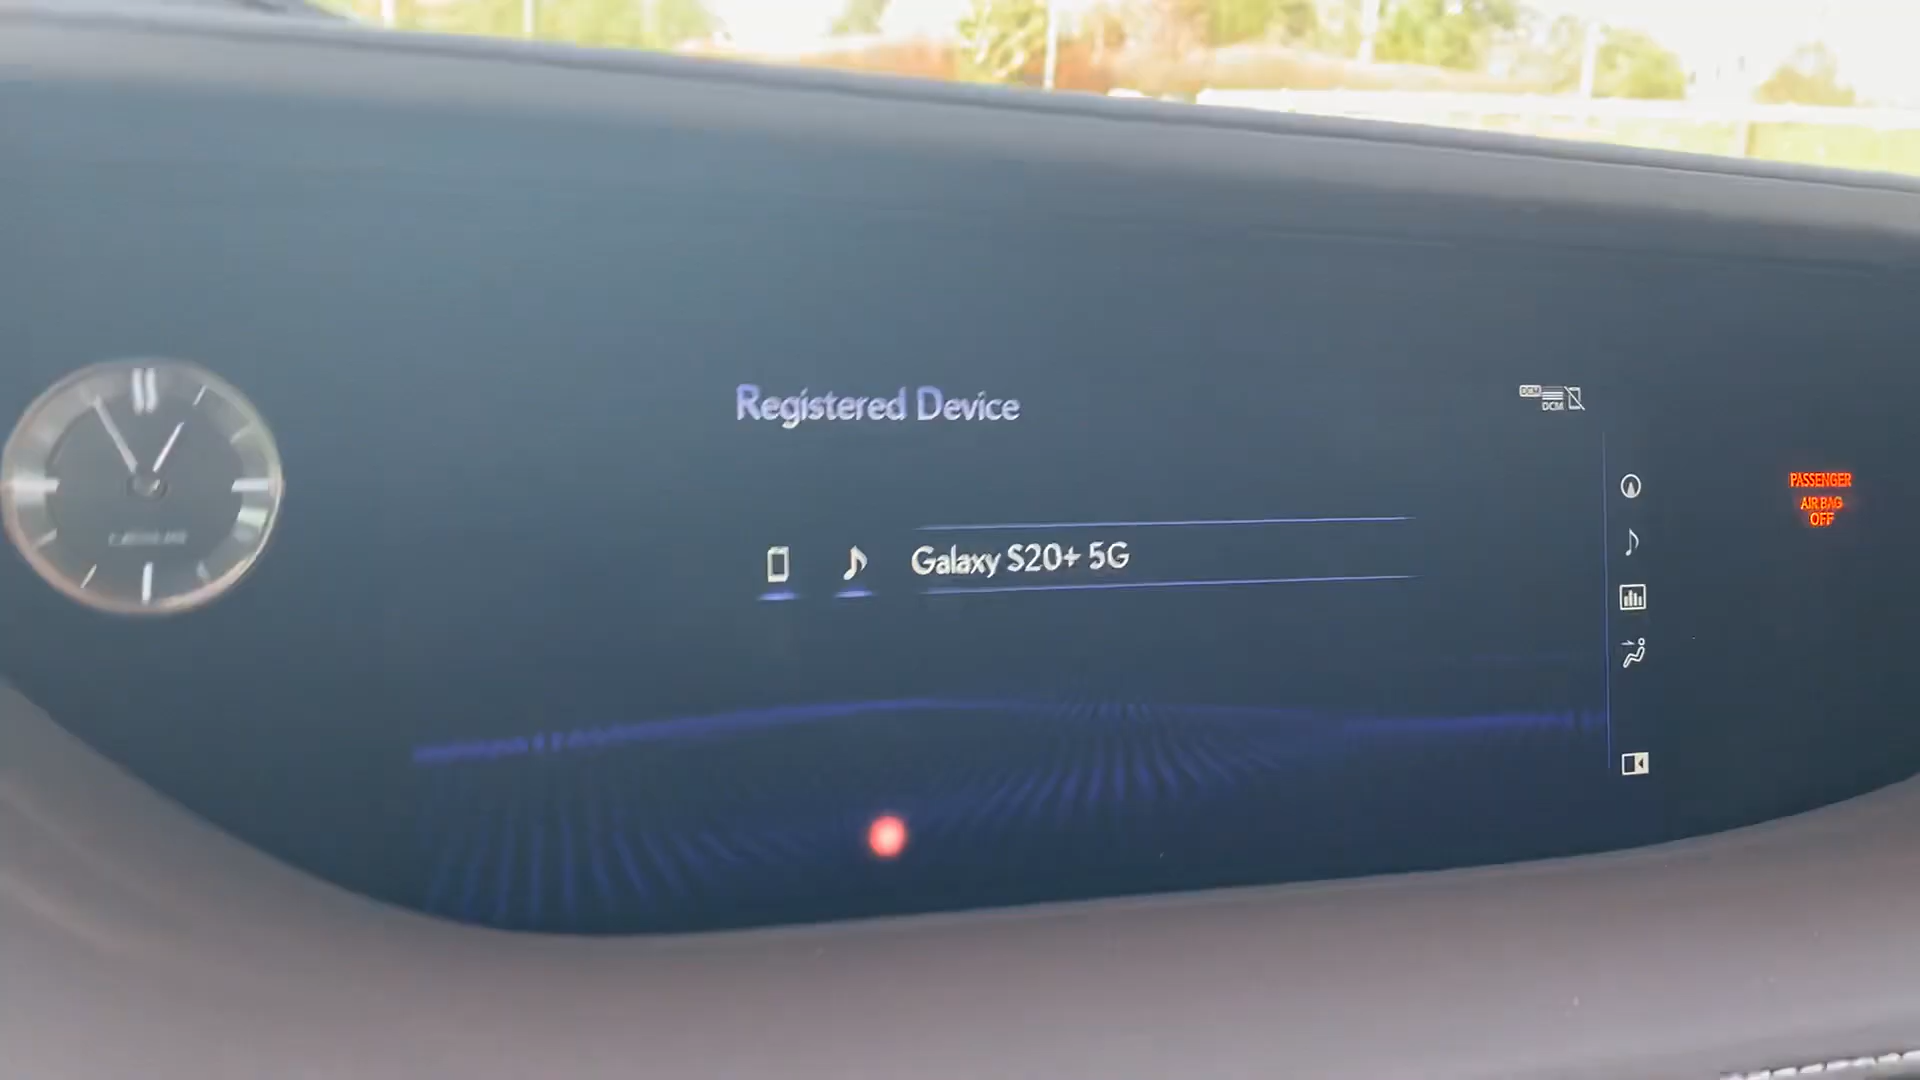 Registered Device
DCM
DCM
Galaxy S20+ 5G
PASSENGER
AIR BAG
OFF